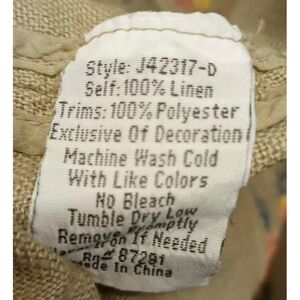 Style: J42317-D
Self: 100% Linen
Trims: 100% Polyester
Exclusive Of Decoration
Machine Wash Cold
With Like Colors
No Bleach
Tumble Dry Low
Remove Promptly
Iron If Needed
Rn# 87291
Made In China